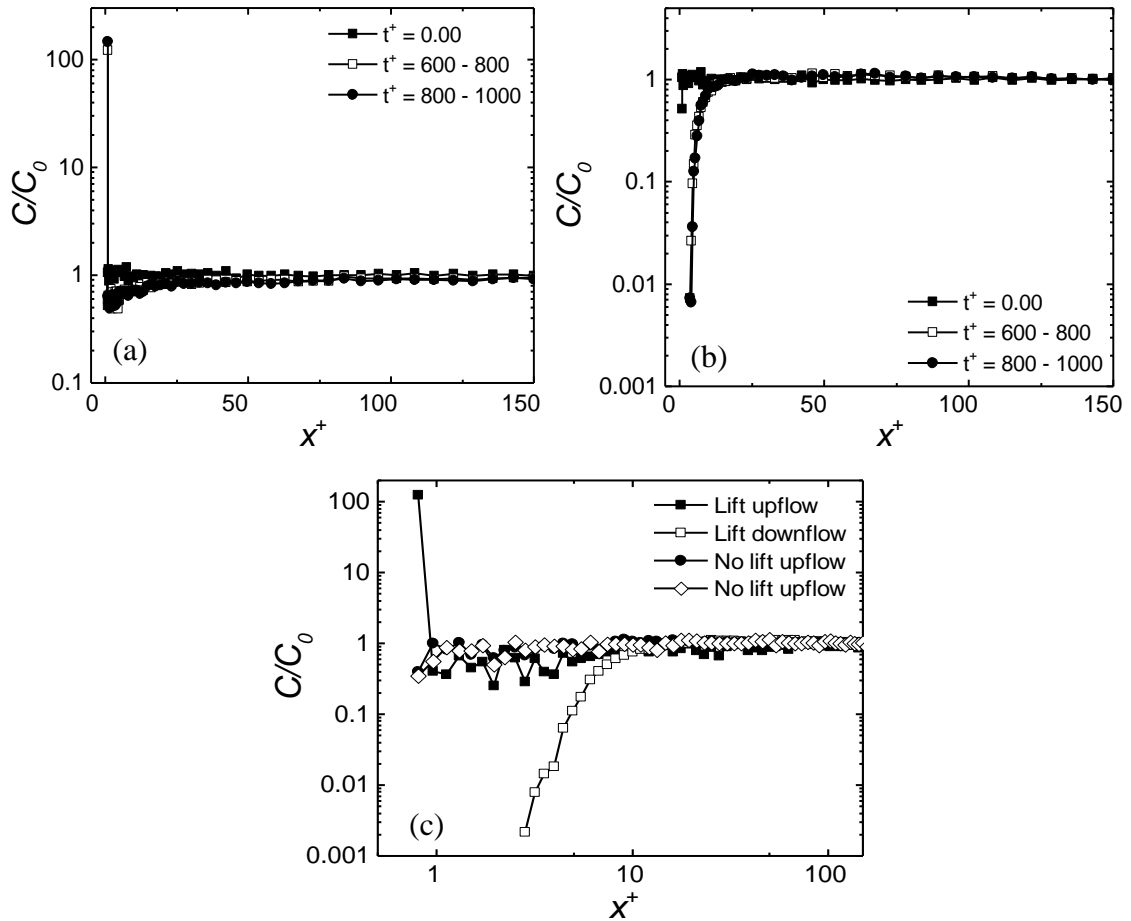 100
10
1
0.1
C/C0
t+ = 0.00
t+ = 600 - 800
t+ = 800 - 1000
(a)
0 50 100 150
x+
10
1
0.1
0.01
0.001
C/C0
t+ = 0.00
t+ = 600 - 800
t+ = 800 - 1000
(b)
0 50 100 150
x+
100
10
1
0.1
0.01
0.001
C/C0
Lift upflow
Lift downflow
No lift upflow
No lift upflow
(c)
1 10 100
x+